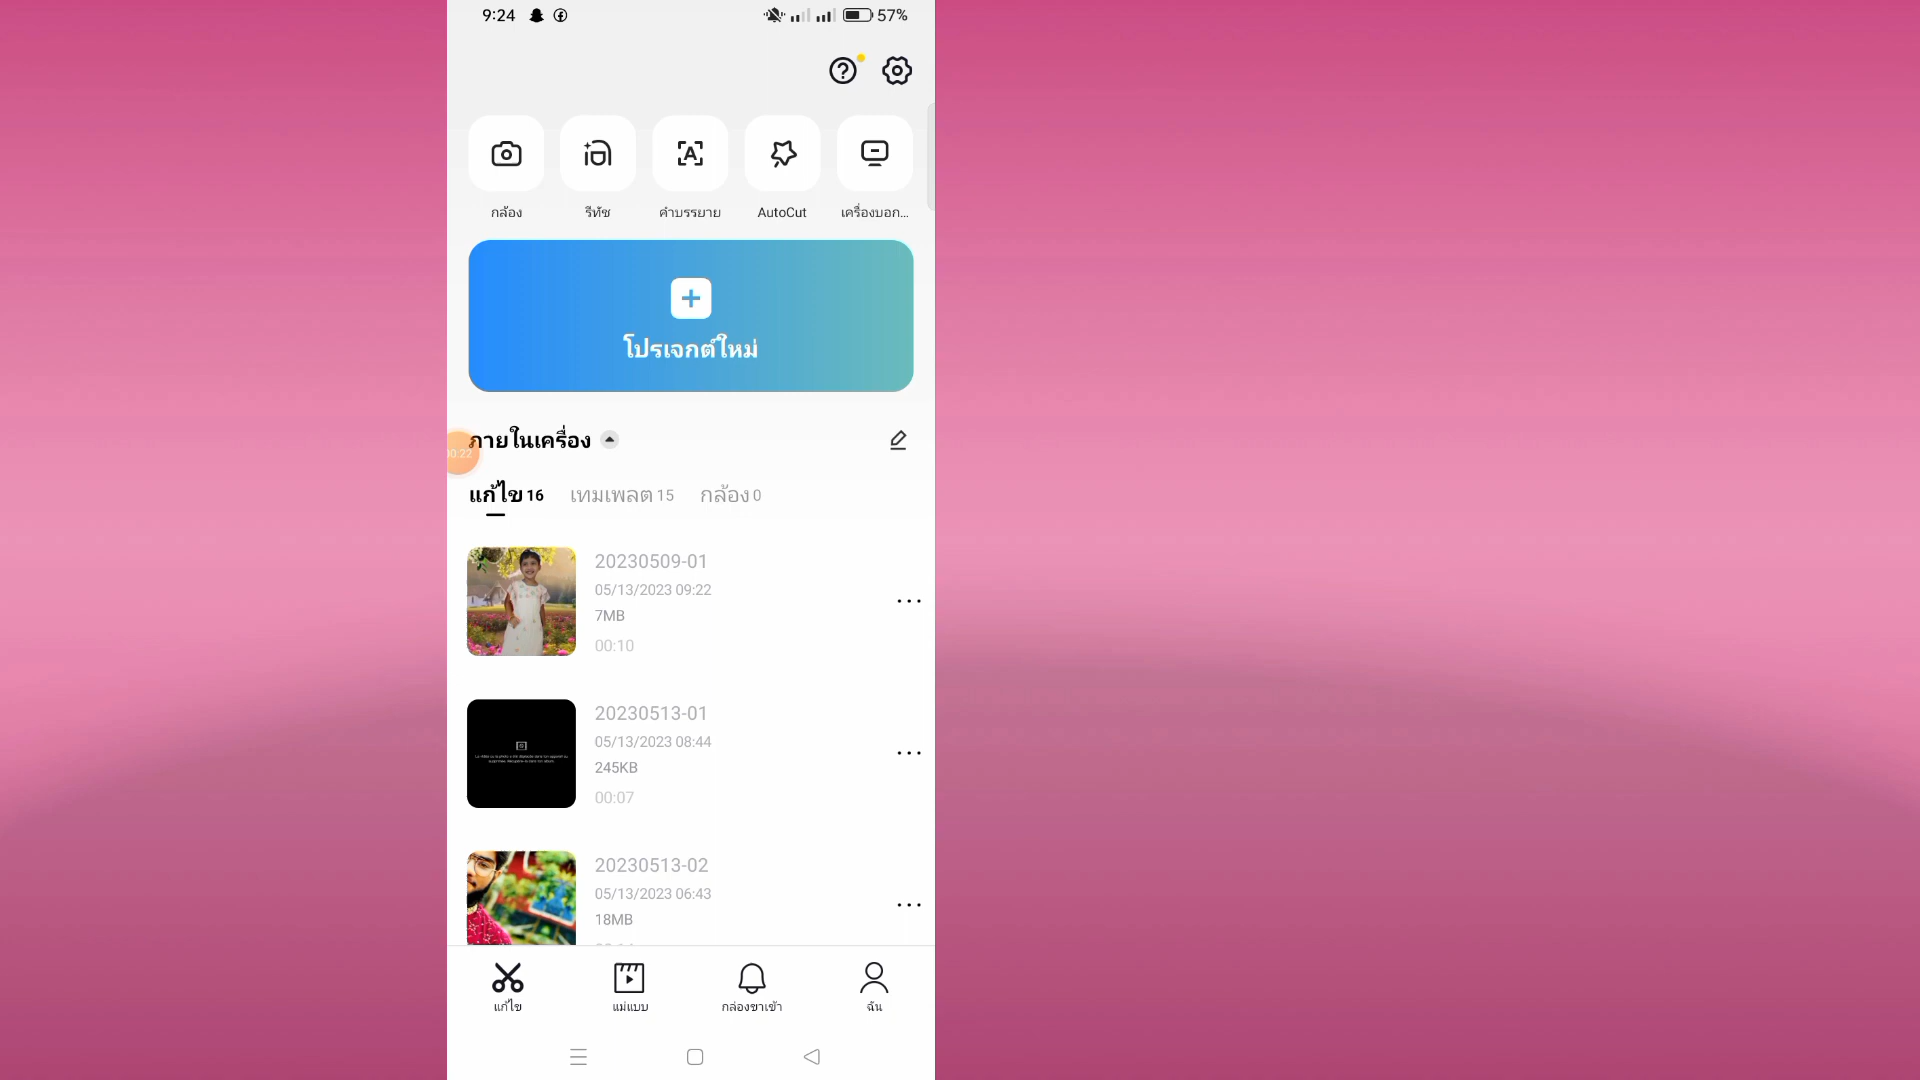 9:24
57%
กล้อง
รีทัช
คำบรรยาย
AutoCut
เครื่องบอก...
โปรเจกต์ใหม่
ภายในเครื่อง
00:22
แก้ไข 16
เทมเพลต 15
กล้อง 0
20230509-01
05/13/2023 09:22
7MB
00:10
20230513-01
05/13/2023 08:44
245KB
00:07
20230513-02
05/13/2023 06:43
18MB
แก้ไข
แม่แบบ
กล่องขาเข้า
ฉัน